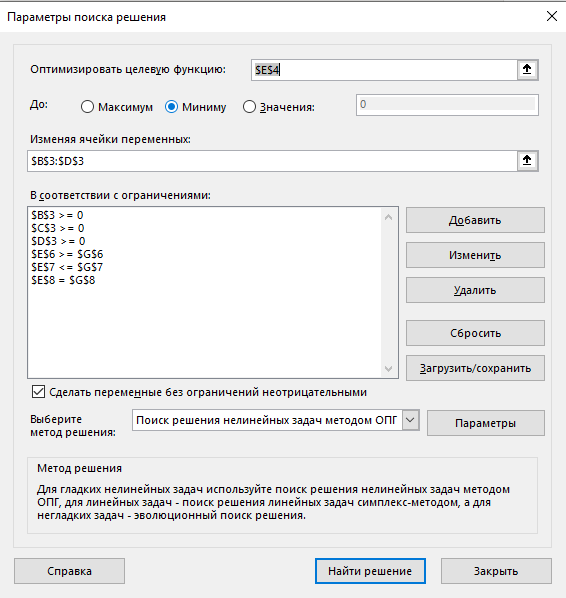 Параметры поиска решения
Оптимизировать целевую функцию: $E$4
До: Максимум Миниму Значения: 0
Изменяя ячейки переменных:
$B$3:$D$3
В соответствии с ограничениями:
$B$3 >= 0
$C$3 >= 0
$D$3 >= 0
$E$6 >= $G$6
$E$7 <= $G$7
$E$8 = $G$8
Добавить
Изменить
Удалить
Сбросить
Загрузить/сохранить
Сделать переменные без ограничений неотрицательными
Выберите
метод решения:
Поиск решения нелинейных задач методом ОПГ
Параметры
Метод решения
Для гладких нелинейных задач используйте поиск решения нелинейных задач методом
ОПГ, для линейных задач - поиск решения линейных задач симплекс-методом, а для
негладких задач - эволюционный поиск решения.
Справка
Найти решение
Закрыть